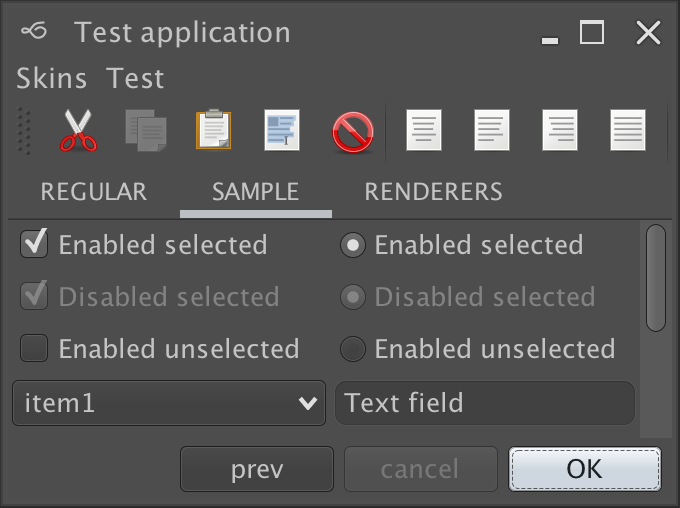 Test application
Skins Test
REGULAR SAMPLE RENDERERS
Enabled selected Enabled selected
Disabled selected Disabled selected
Enabled unselected Enabled unselected
item1 Text field
prev cancel OK